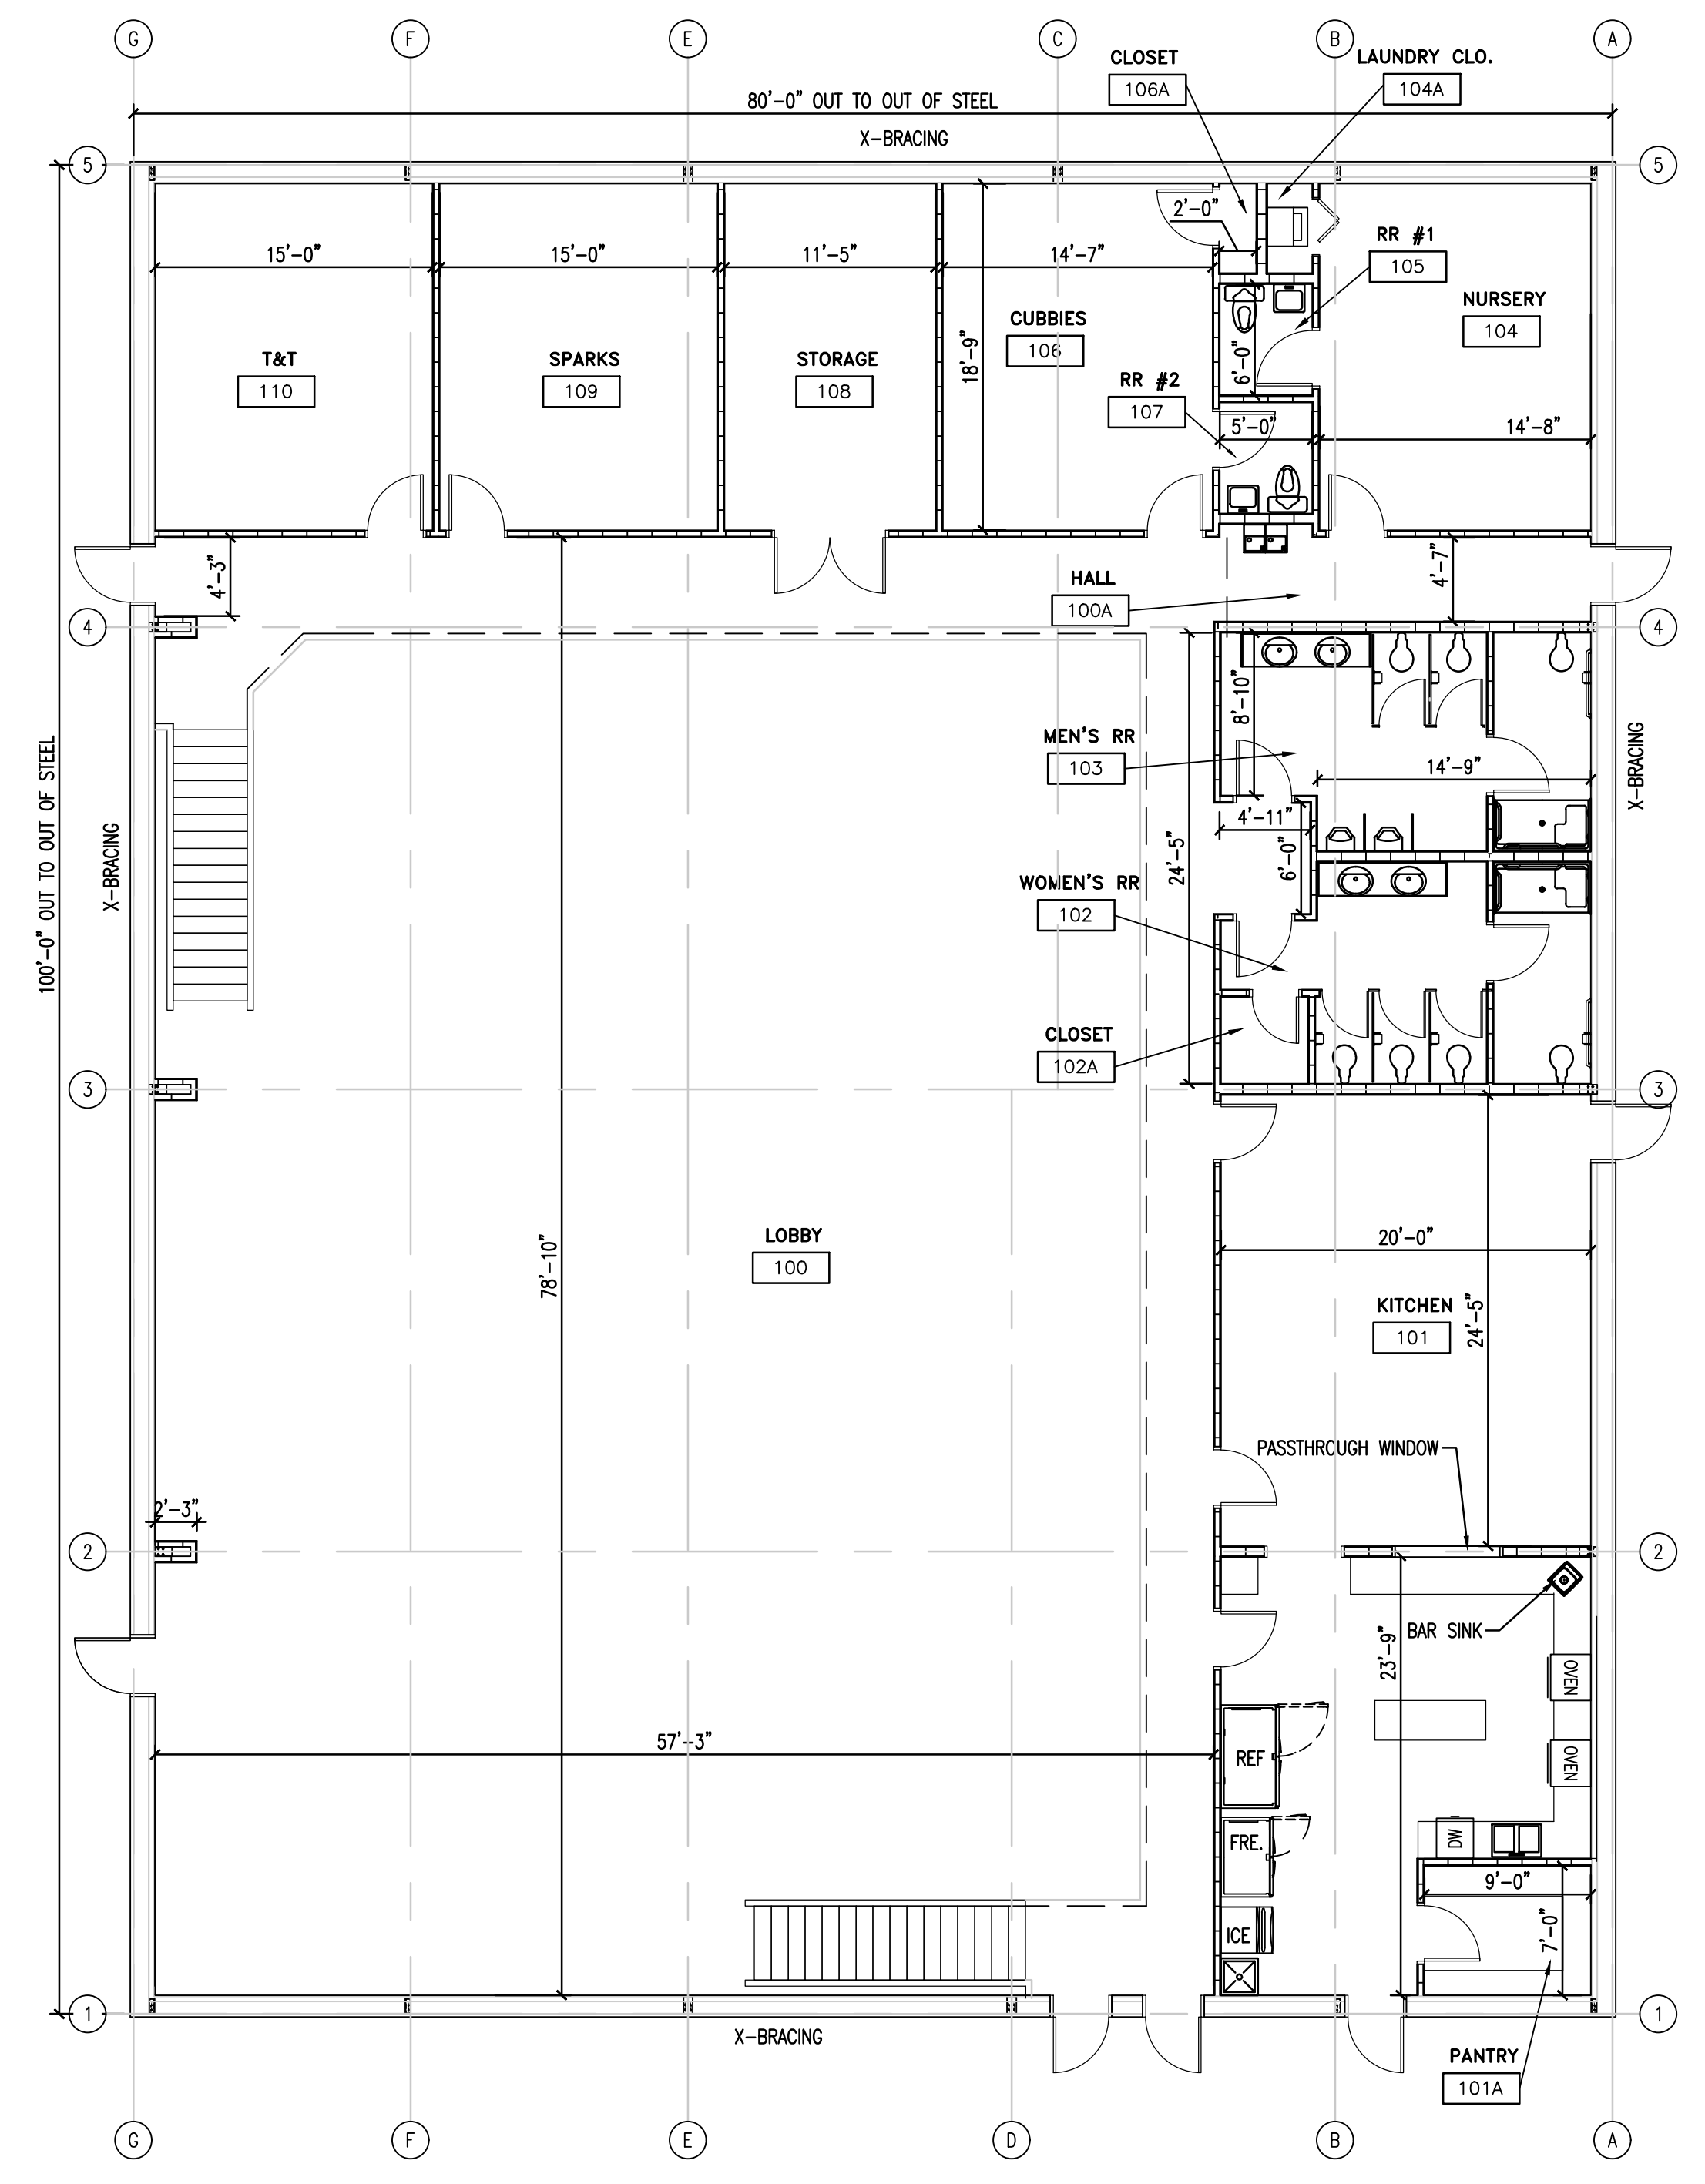 G
F
E
C
B
A
CLOSET
106A
LAUNDRY CLO.
104A
80'-0" OUT TO OUT OF STEEL
X-BRACING
5
5
2'-0"
15'-0"
15'-0"
11'-5"
14'-7"
RR #1
105
NURSERY
104
CUBBIES
106
18'-9"
6'-0"
T&T
110
SPARKS
109
STORAGE
108
RR #2
107
5'-0"
14'-8"
4'-3"
4'-7"
HALL
100A
4
4
8'-10"
MEN'S RR
103
14'-9"
X-BRACING
4'-11"
24'-5"
6'-0"
100'-0" OUT TO OUT OF STEEL
X-BRACING
WOMEN'S RR
102
CLOSET
102A
3
3
LOBBY
100
78'-10"
20'-0"
KITCHEN
101
24'-5"
PASSTHROUGH WINDOW
2'-3"
2
2
BAR SINK
23'-9"
OVEN
57'-3"
REF
OVEN
FRE.
DW
9'-0"
ICE
7'-0"
1
1
X-BRACING
PANTRY
101A
G
F
E
D
B
A